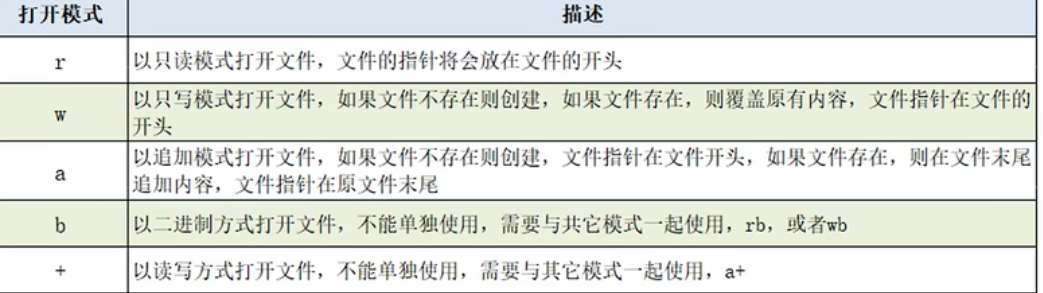 打开模式 描述
r 以只读模式打开文件，文件的指针将会放在文件的开头
w 以只写模式打开文件，如果文件不存在则创建，如果文件存在，则覆盖原有内容，文件指针在文件的
开头
a 以追加模式打开文件，如果文件不存在则创建，文件指针在文件开头，如果文件存在，则在文件末尾
追加内容，文件指针在原文件末尾
b 以二进制方式打开文件，不能单独使用，需要与共它模式一起使用，rb，或者wb
+ 以读写方式打开文件，不能单独使用，需要与其它模式一起使用，a+